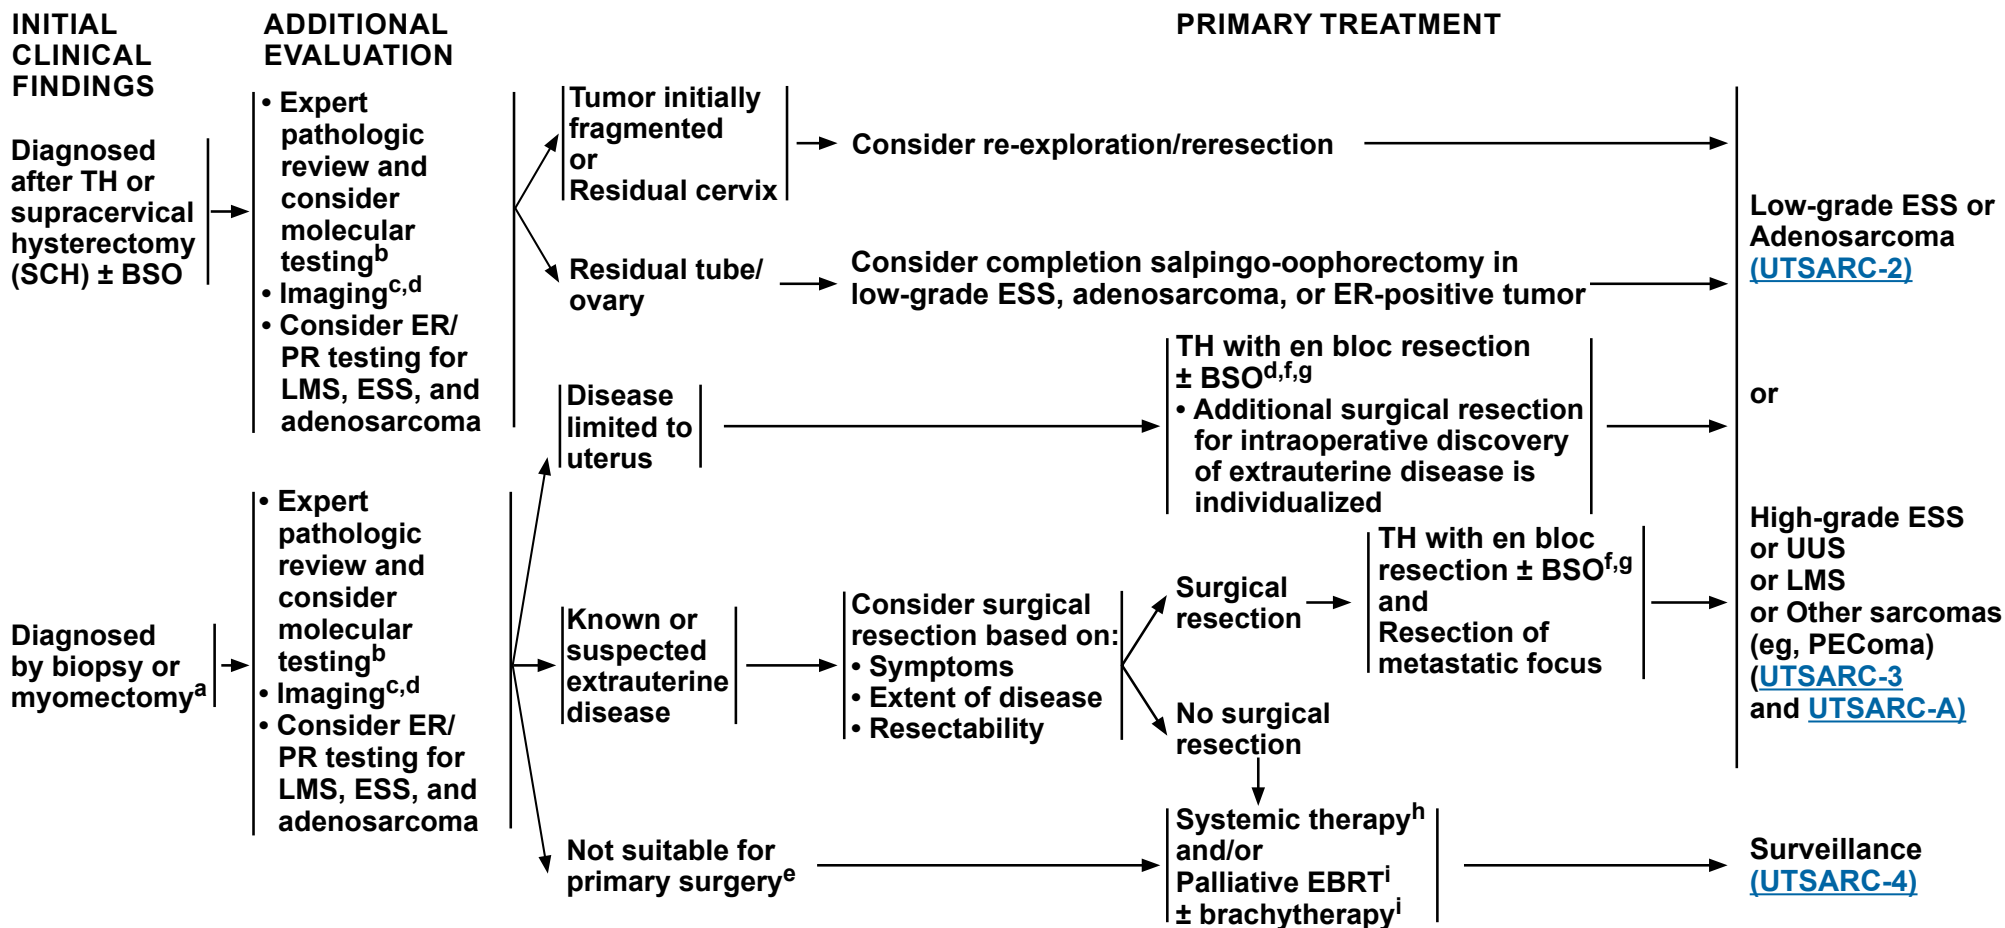 INITIAL
CLINICAL
FINDINGS
ADDITIONAL
EVALUATION
PRIMARY TREATMENT
Diagnosed
after TH or
supracervical
hysterectomy
(SCH) ± BSO
• Expert
pathologic
review and
consider
molecular
testingᵇ
• Imagingᶜ,ᵈ
• Consider ER/
PR testing for
LMS, ESS, and
adenosarcoma
Tumor initially
fragmented
or
Residual cervix
Consider re-exploration/reresection
Residual tube/
ovary
Consider completion salpingo-oophorectomy in
low-grade ESS, adenosarcoma, or ER-positive tumor
Diagnosed
by biopsy or
myomectomyᵃ
• Expert
pathologic
review and
consider
molecular
testingᵇ
• Imagingᶜ,ᵈ
• Consider ER/
PR testing for
LMS, ESS, and
adenosarcoma
Disease
limited to
uterus
TH with en bloc resection
± BSOᵈ,ᶠ,ᵍ
• Additional surgical resection
for intraoperative discovery
of extrauterine disease is
individualized
Known or
suspected
extrauterine
disease
Consider surgical
resection based on:
• Symptoms
• Extent of disease
• Resectability
Surgical
resection
TH with en bloc
resection ± BSOᶠ,ᵍ
and
Resection of
metastatic focus
No surgical
resection
Not suitable for
primary surgeryᵉ
Systemic therapyʰ
and/or
Palliative EBRTⁱ
± brachytherapyⁱ
Low-grade ESS or
Adenosarcoma
(UTSARC-2)
or
High-grade ESS
or UUS
or LMS
or Other sarcomas
(eg, PEComa)
(UTSARC-3
and UTSARC-A)
Surveillance
(UTSARC-4)